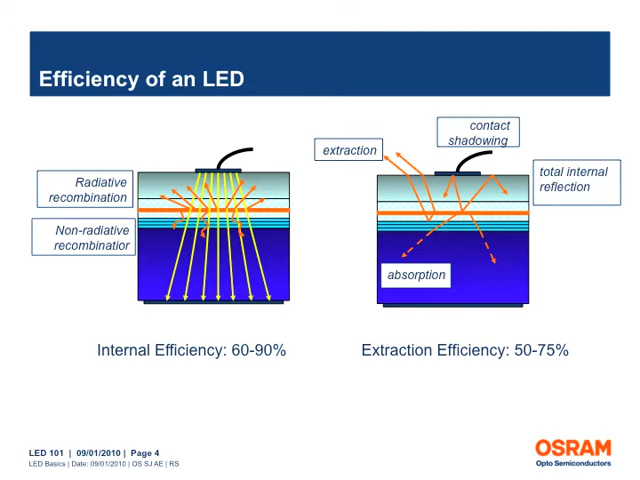 Efficiency of an LED
contact
shadowing
extraction
total internal
reflection
Radiative
recombination
Non-radiative
recombinatior
absorption
Internal Efficiency: 60-90%
Extraction Efficiency: 50-75%
LED 101 | 09/01/2010 | Page 4
LED Basics | Date: 09/01/2010 | OS SJ AE | RS
OSRAM
Opto Semiconductors